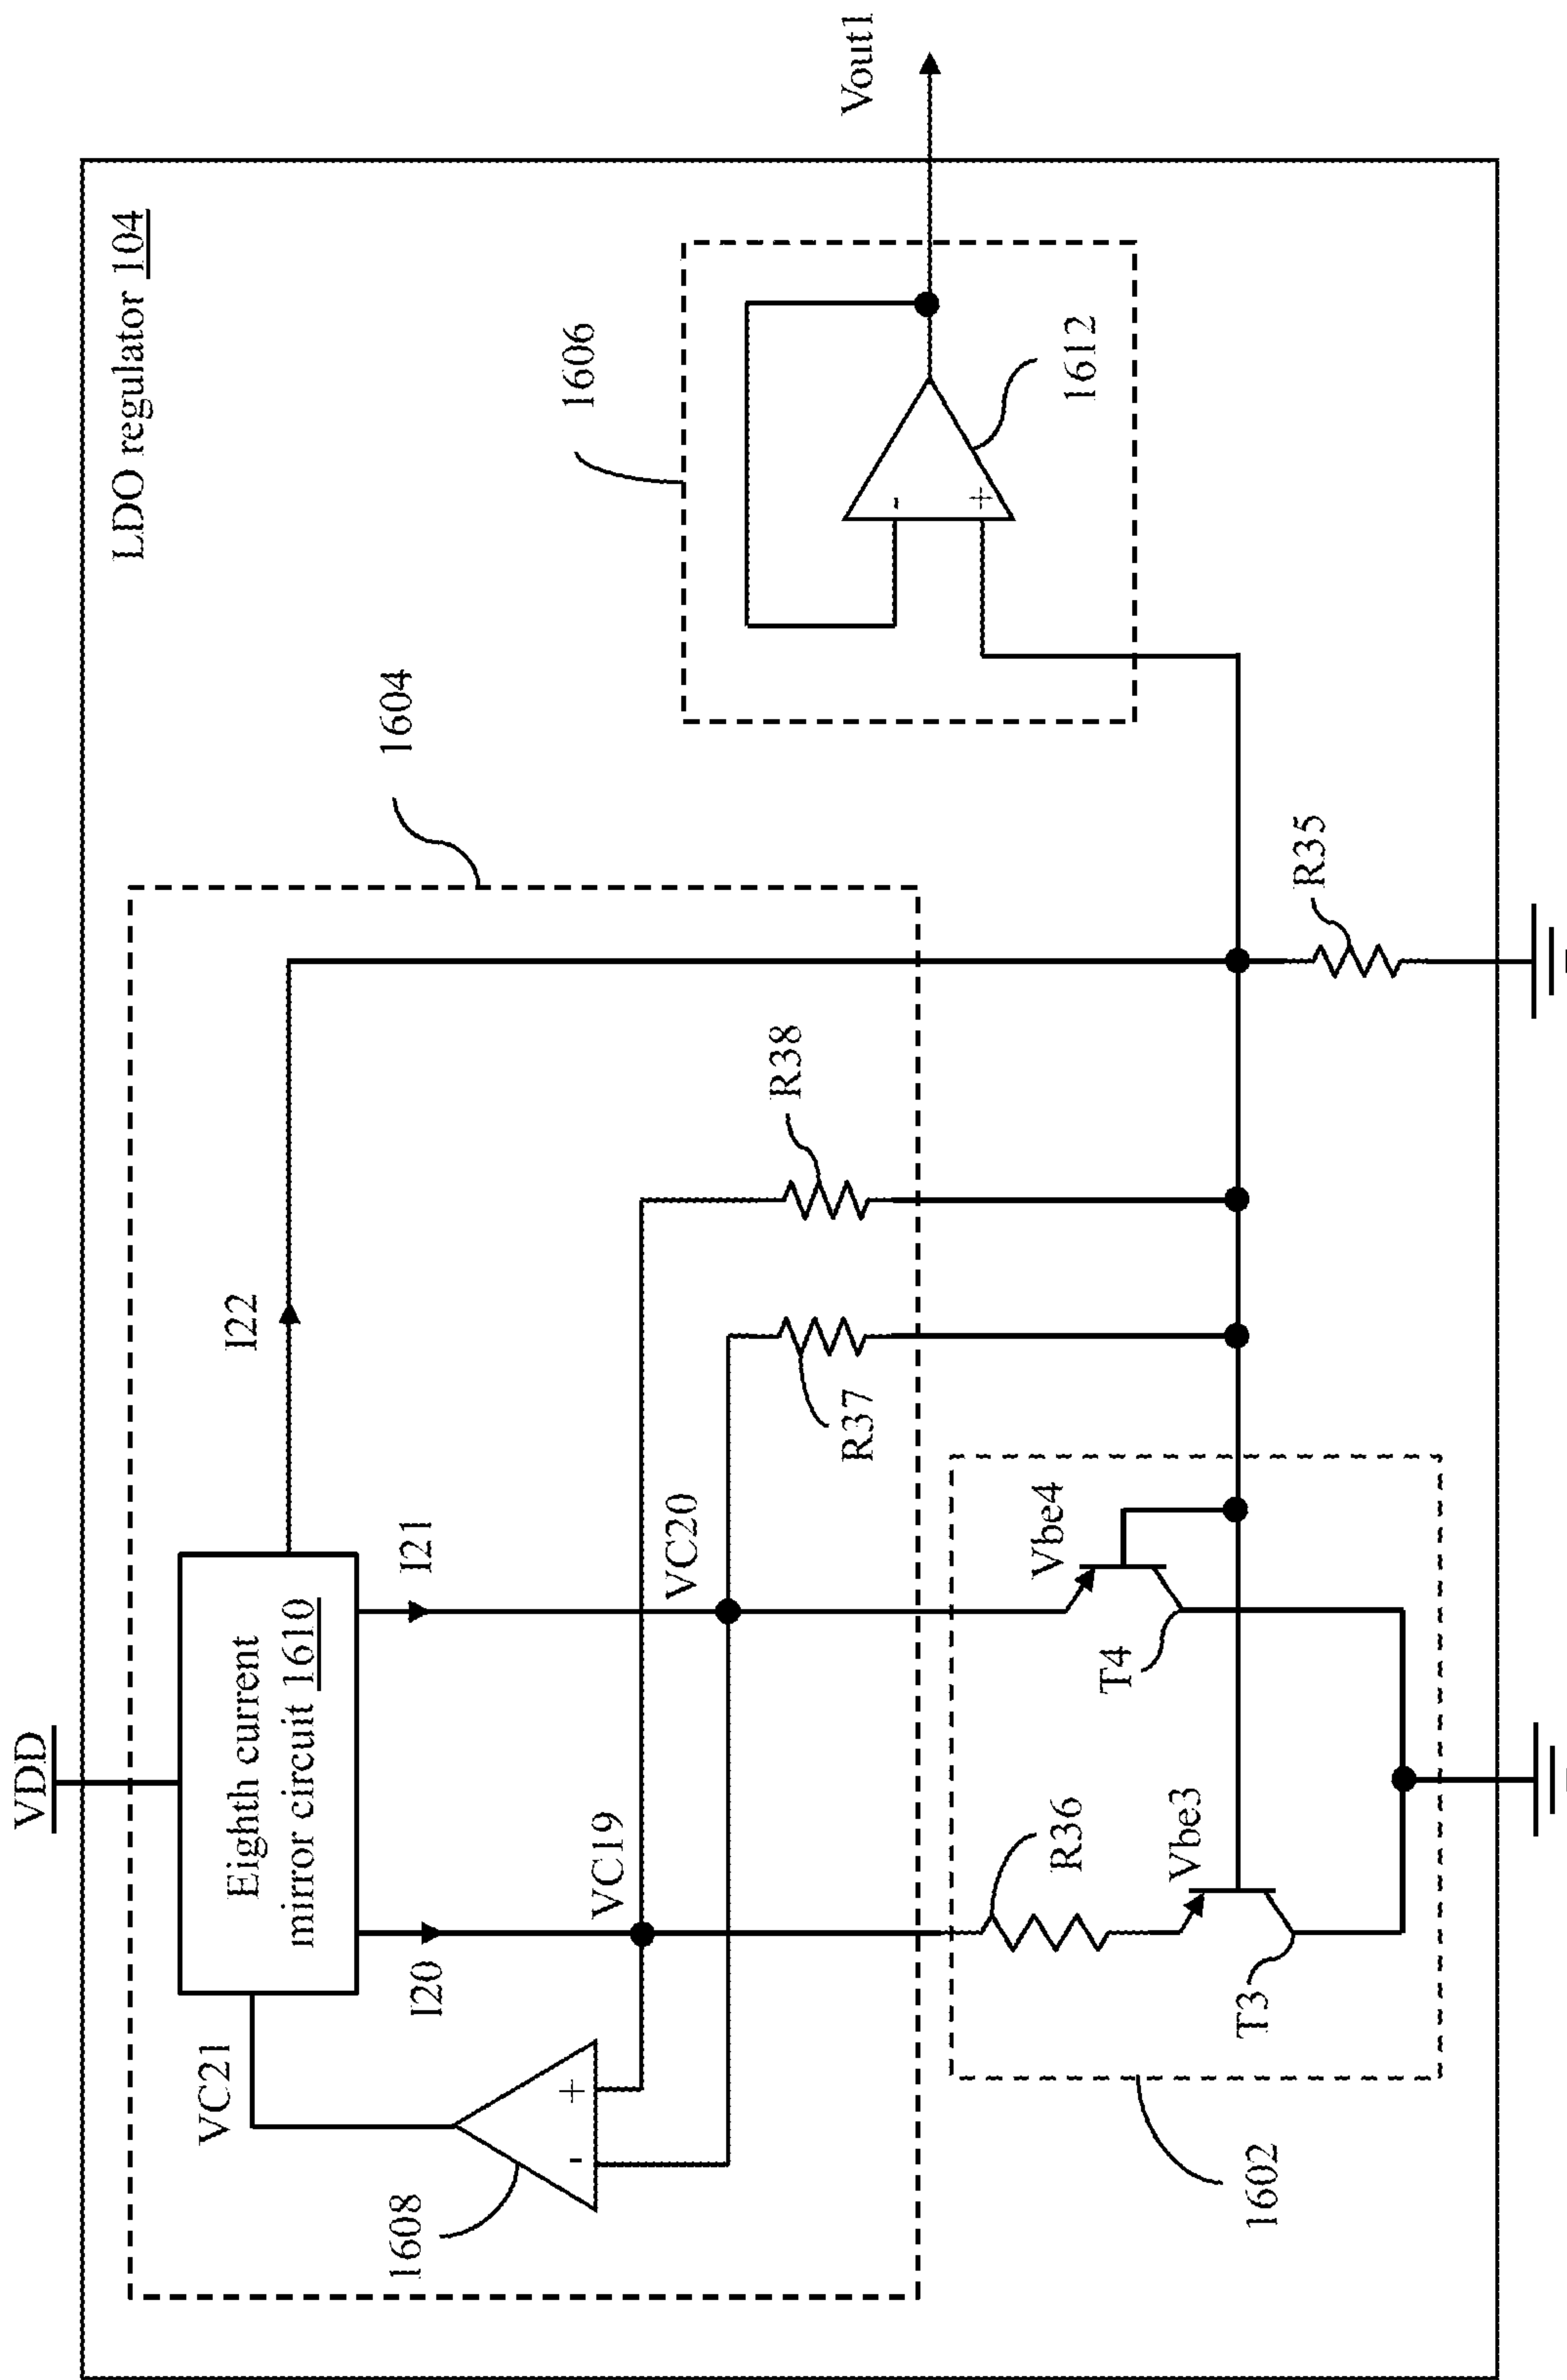 VDD
LDO regulator 104
1604
VC21
Eighth current
mirror circuit 1610
I22
1608
+
-
I20
I21
VC19
VC20
R38
R37
1606
-
+
1612
Vout1
R36
Vbe3
Vbe4
T3
T4
1602
R35